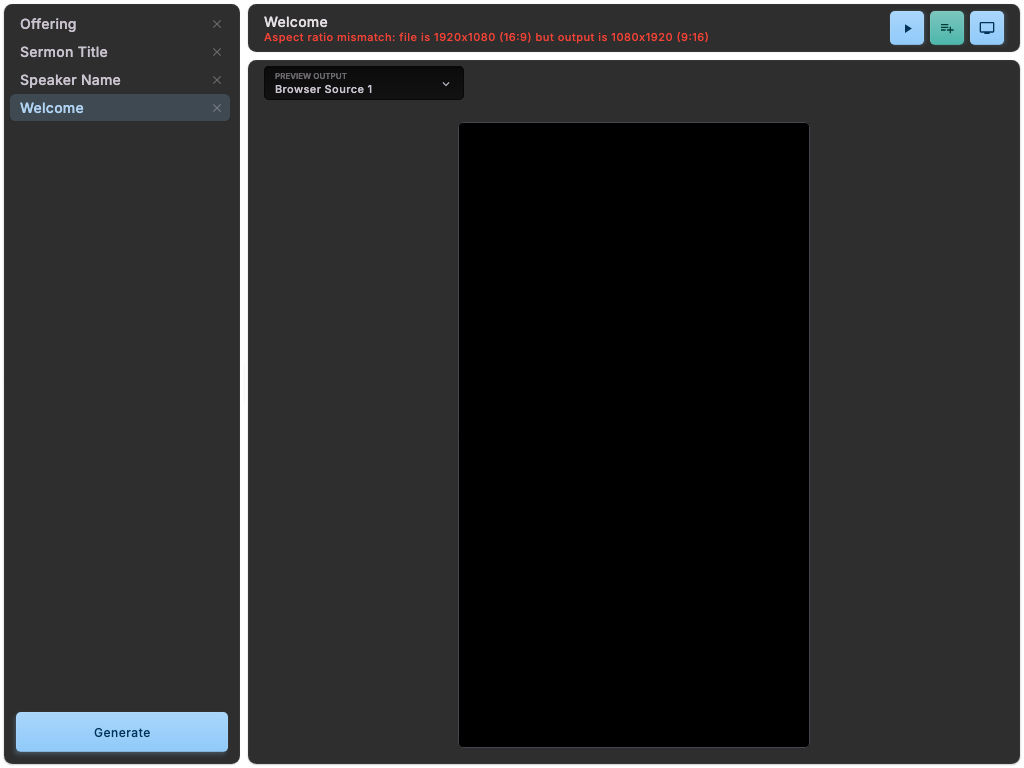 Offering
Sermon Title
Speaker Name
Welcome
Generate
Welcome
Aspect ratio mismatch: file is 1920x1080 (16:9) but output is 1080x1920 (9:16)
PREVIEW OUTPUT
Browser Source 1